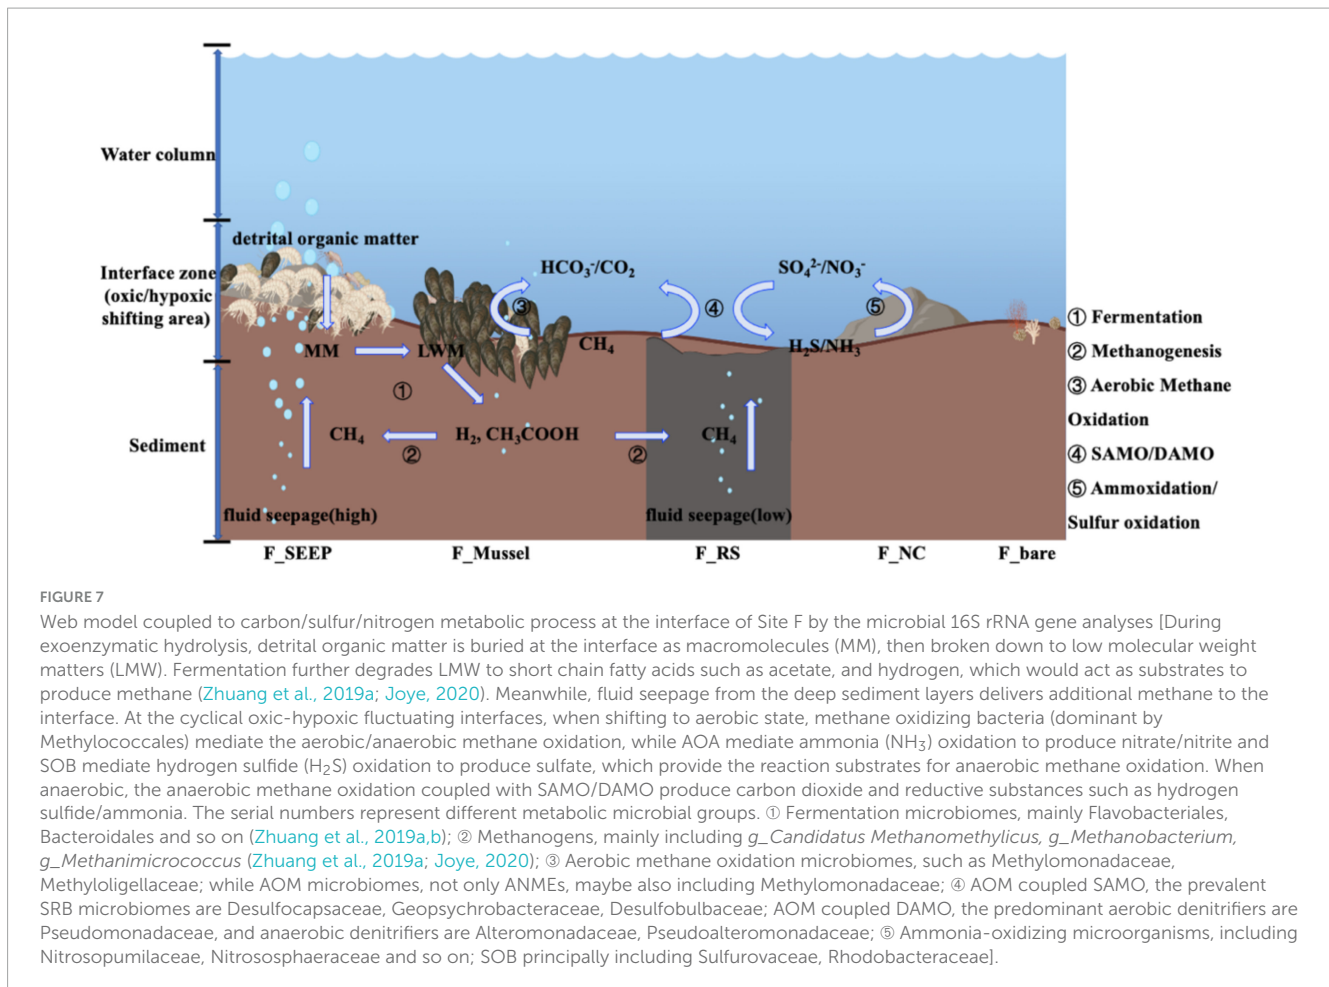 Water column
detrital organic matter
Interface zone
(oxic/hypoxic
shifting area)
HCO₃⁻/CO₂
SO₄²⁻/NO₃⁻
③
④
⑤
MM
LWM
CH₄
H₂S/NH₃
①
Sediment
CH₄
②
H₂, CH₃COOH
②
CH₄
fluid seepage(high)
fluid seepage(low)
F_SEEP
F_Mussel
F_RS
F_NC
F_bare
① Fermentation
② Methanogenesis
③ Aerobic Methane
Oxidation
④ SAMO/DAMO
⑤ Ammoxidation/
Sulfur oxidation
FIGURE 7
Web model coupled to carbon/sulfur/nitrogen metabolic process at the interface of Site F by the microbial 16S rRNA gene analyses [During
exoenzymatic hydrolysis, detrital organic matter is buried at the interface as macromolecules (MM), then broken down to low molecular weight
matters (LMW). Fermentation further degrades LMW to short chain fatty acids such as acetate, and hydrogen, which would act as substrates to
produce methane (Zhuang et al., 2019a; Joye, 2020). Meanwhile, fluid seepage from the deep sediment layers delivers additional methane to the
interface. At the cyclical oxic-hypoxic fluctuating interfaces, when shifting to aerobic state, methane oxidizing bacteria (dominant by
Methylococcales) mediate the aerobic/anaerobic methane oxidation, while AOA mediate ammonia (NH₃) oxidation to produce nitrate/nitrite and
SOB mediate hydrogen sulfide (H₂S) oxidation to produce sulfate, which provide the reaction substrates for anaerobic methane oxidation. When
anaerobic, the anaerobic methane oxidation coupled with SAMO/DAMO produce carbon dioxide and reductive substances such as hydrogen
sulfide/ammonia. The serial numbers represent different metabolic microbial groups. ① Fermentation microbiomes, mainly Flavobacteriales,
Bacteroidales and so on (Zhuang et al., 2019a,b); ② Methanogens, mainly including g_Candidatus Methanomethylicus, g_Methanobacterium,
g_Methanimicrococcus (Zhuang et al., 2019a; Joye, 2020); ③ Aerobic methane oxidation microbiomes, such as Methylomonadaceae,
Methyloligellaceae; while AOM microbiomes, not only ANMEs, maybe also including Methylomonadaceae; ④ AOM coupled SAMO, the prevalent
SRB microbiomes are Desulfocapsaceae, Geopsychrobacteraceae, Desulfobulbaceae; AOM coupled DAMO, the predominant aerobic denitrifiers are
Pseudomonadaceae, and anaerobic denitrifiers are Alteromonadaceae, Pseudoalteromonadaceae; ⑤ Ammonia-oxidizing microorganisms, including
Nitrosopumilaceae, Nitrososphaeraceae and so on; SOB principally including Sulfurovaceae, Rhodobacteraceae].